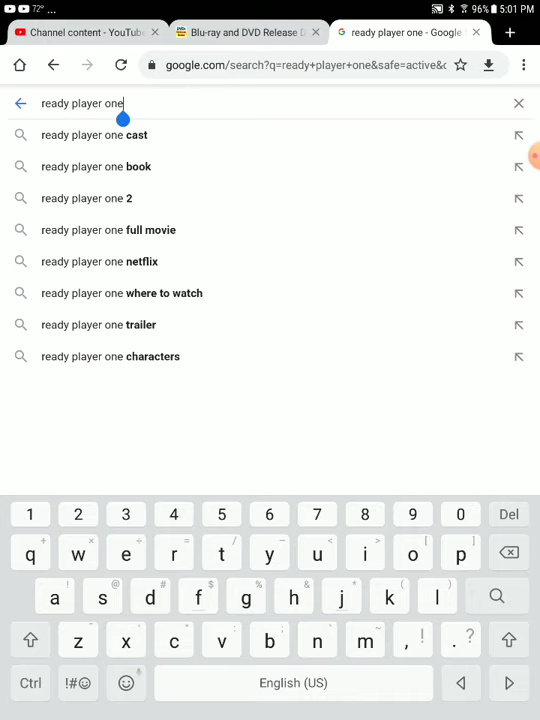 72° ...
96% 5:01 PM
Channel content - YouTub
Blu-ray and DVD Release D
ready player one - Google S
google.com/search?q=ready+player+one&safe=active&c
ready player one
ready player one cast
ready player one book
ready player one 2
ready player one full movie
ready player one netflix
ready player one where to watch
ready player one trailer
ready player one characters
1 2 3 4 5 6 7 8 9 0 Del
+ × ÷ = / _ < > [ ]
q w e r t y u i o p
! @ # $ % ^ & * ( )
a s d f g h j k l
- ' " : ; , ! ?
z x c v b n m , .
Ctrl !#☺ English (US)